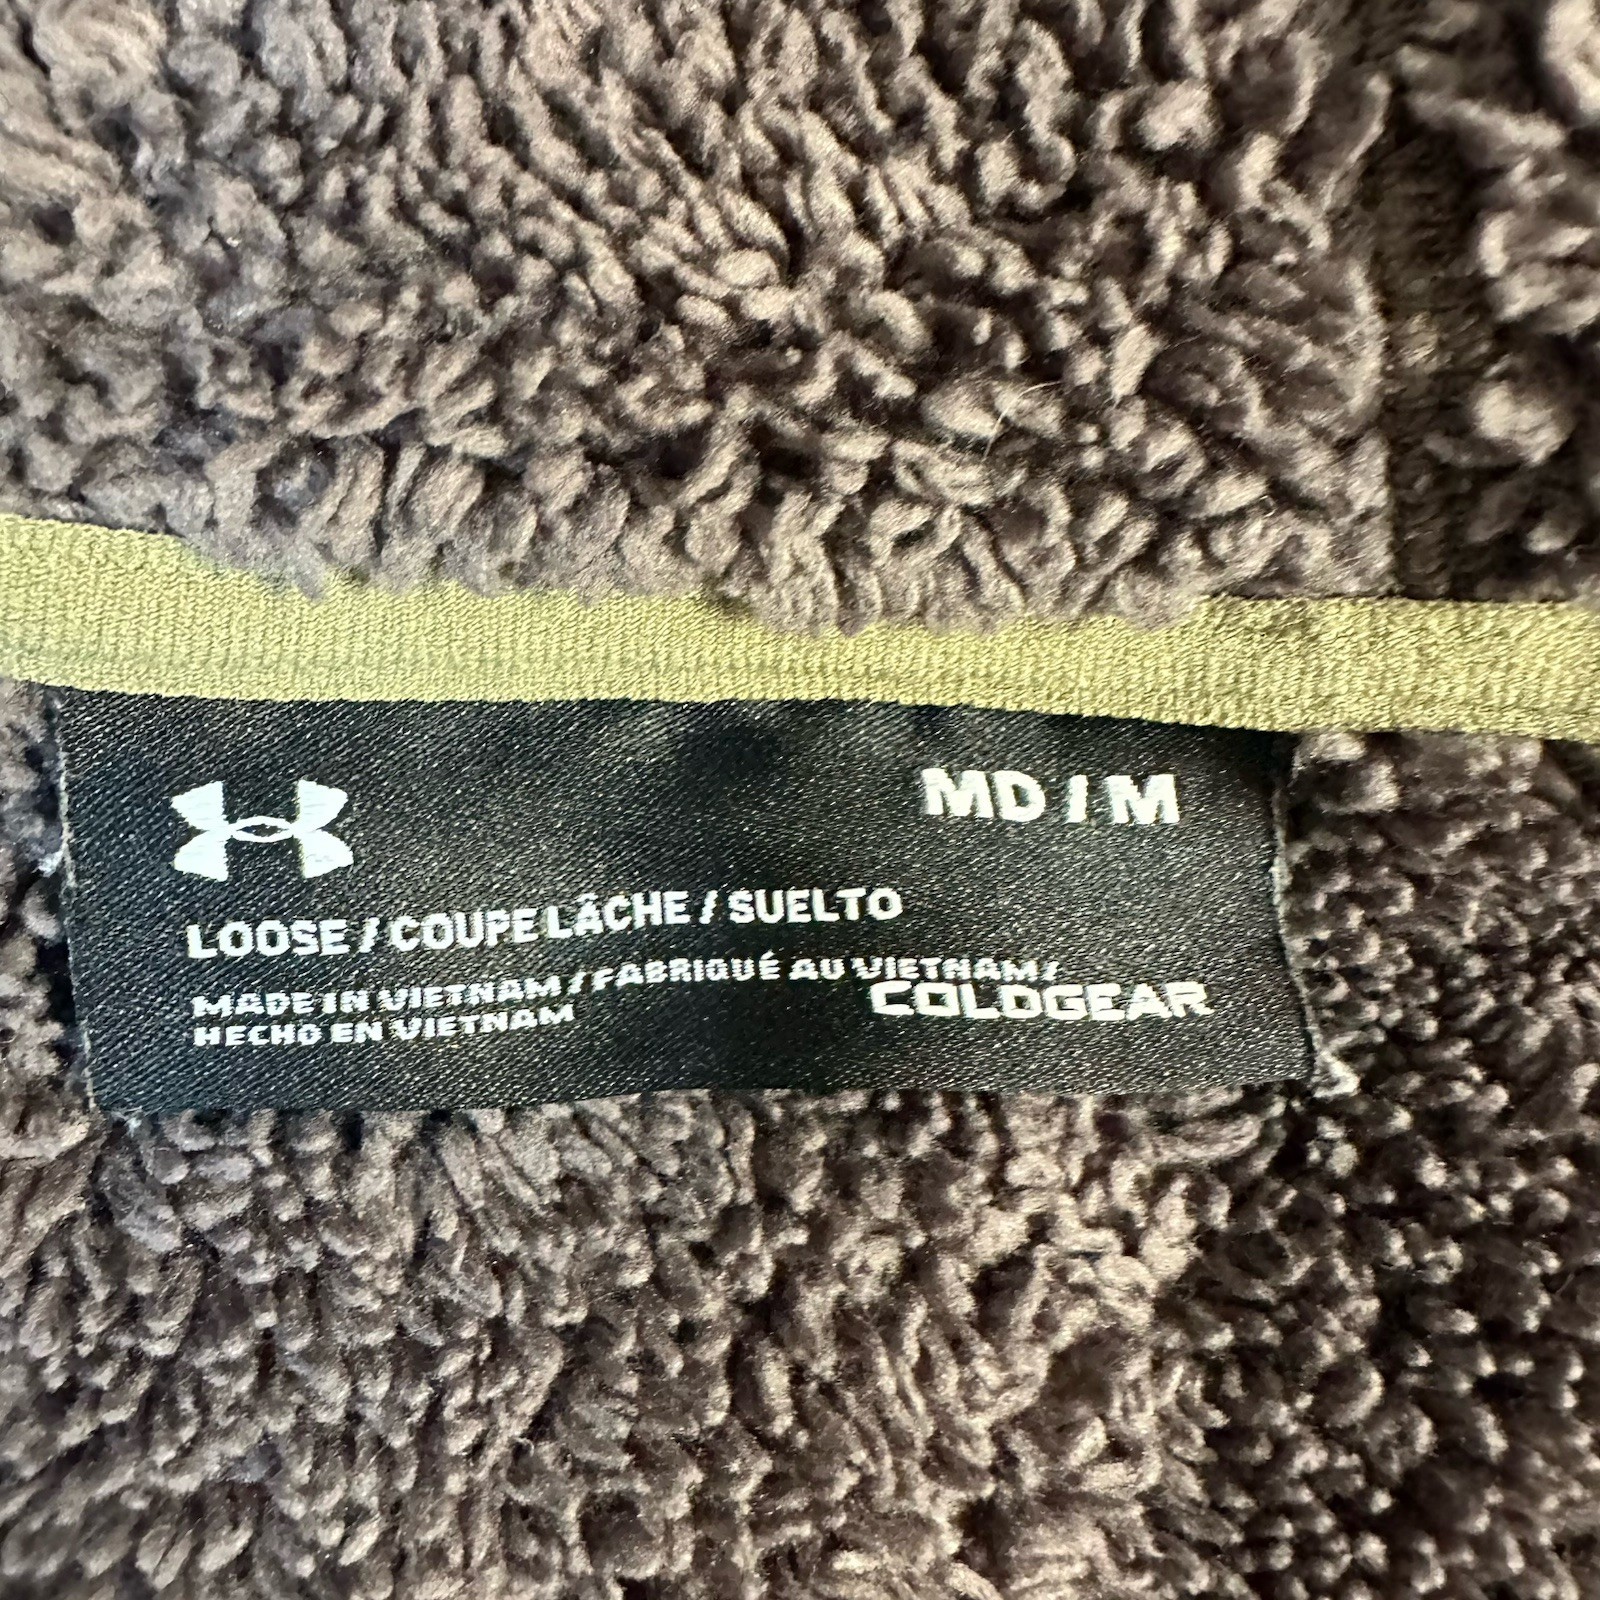 MD / M
LOOSE / COUPE LÂCHE / SUELTO
MADE IN VIETNAM / FABRIQUÉ AU VIETNAM /
HECHO EN VIETNAM
COLDGEAR